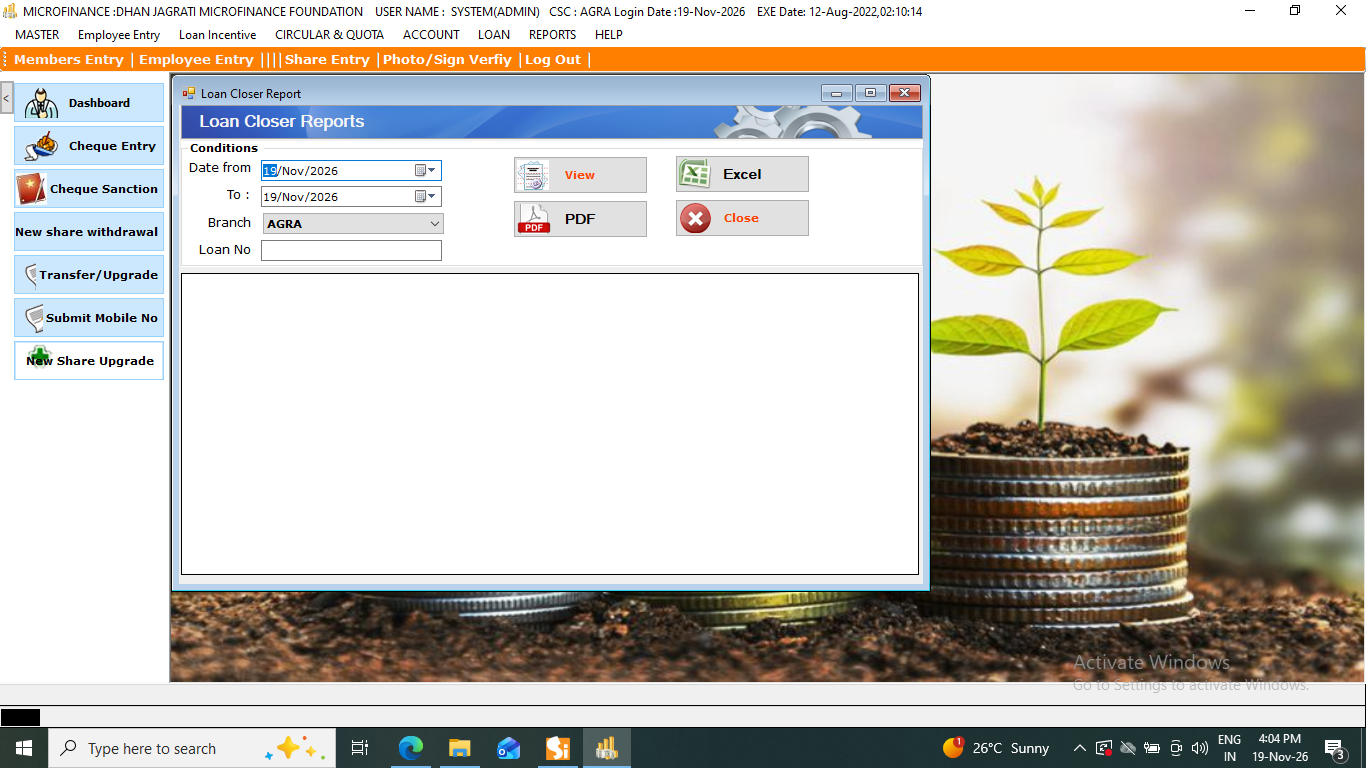 MICROFINANCE :DHAN JAGRATI MICROFINANCE FOUNDATION USER NAME : SYSTEM(ADMIN) CSC : AGRA Login Date :19-Nov-2026 EXE Date: 12-Aug-2022,02:10:14
MASTER Employee Entry Loan Incentive CIRCULAR & QUOTA ACCOUNT LOAN REPORTS HELP
Members Entry | Employee Entry ||||Share Entry |Photo/Sign Verfiy |Log Out |
<
Dashboard
Cheque Entry
Cheque Sanction
New share withdrawal
Transfer/Upgrade
Submit Mobile No
New Share Upgrade
Loan Closer Report
Loan Closer Reports
Conditions
Date from 19/Nov/2026
To : 19/Nov/2026
Branch AGRA
Loan No
View
Excel
PDF
PDF
Close
Activate Windows
Go to Settings to activate Windows.
Type here to search
1
26°C Sunny
ENG
IN
4:04 PM
19-Nov-26
3